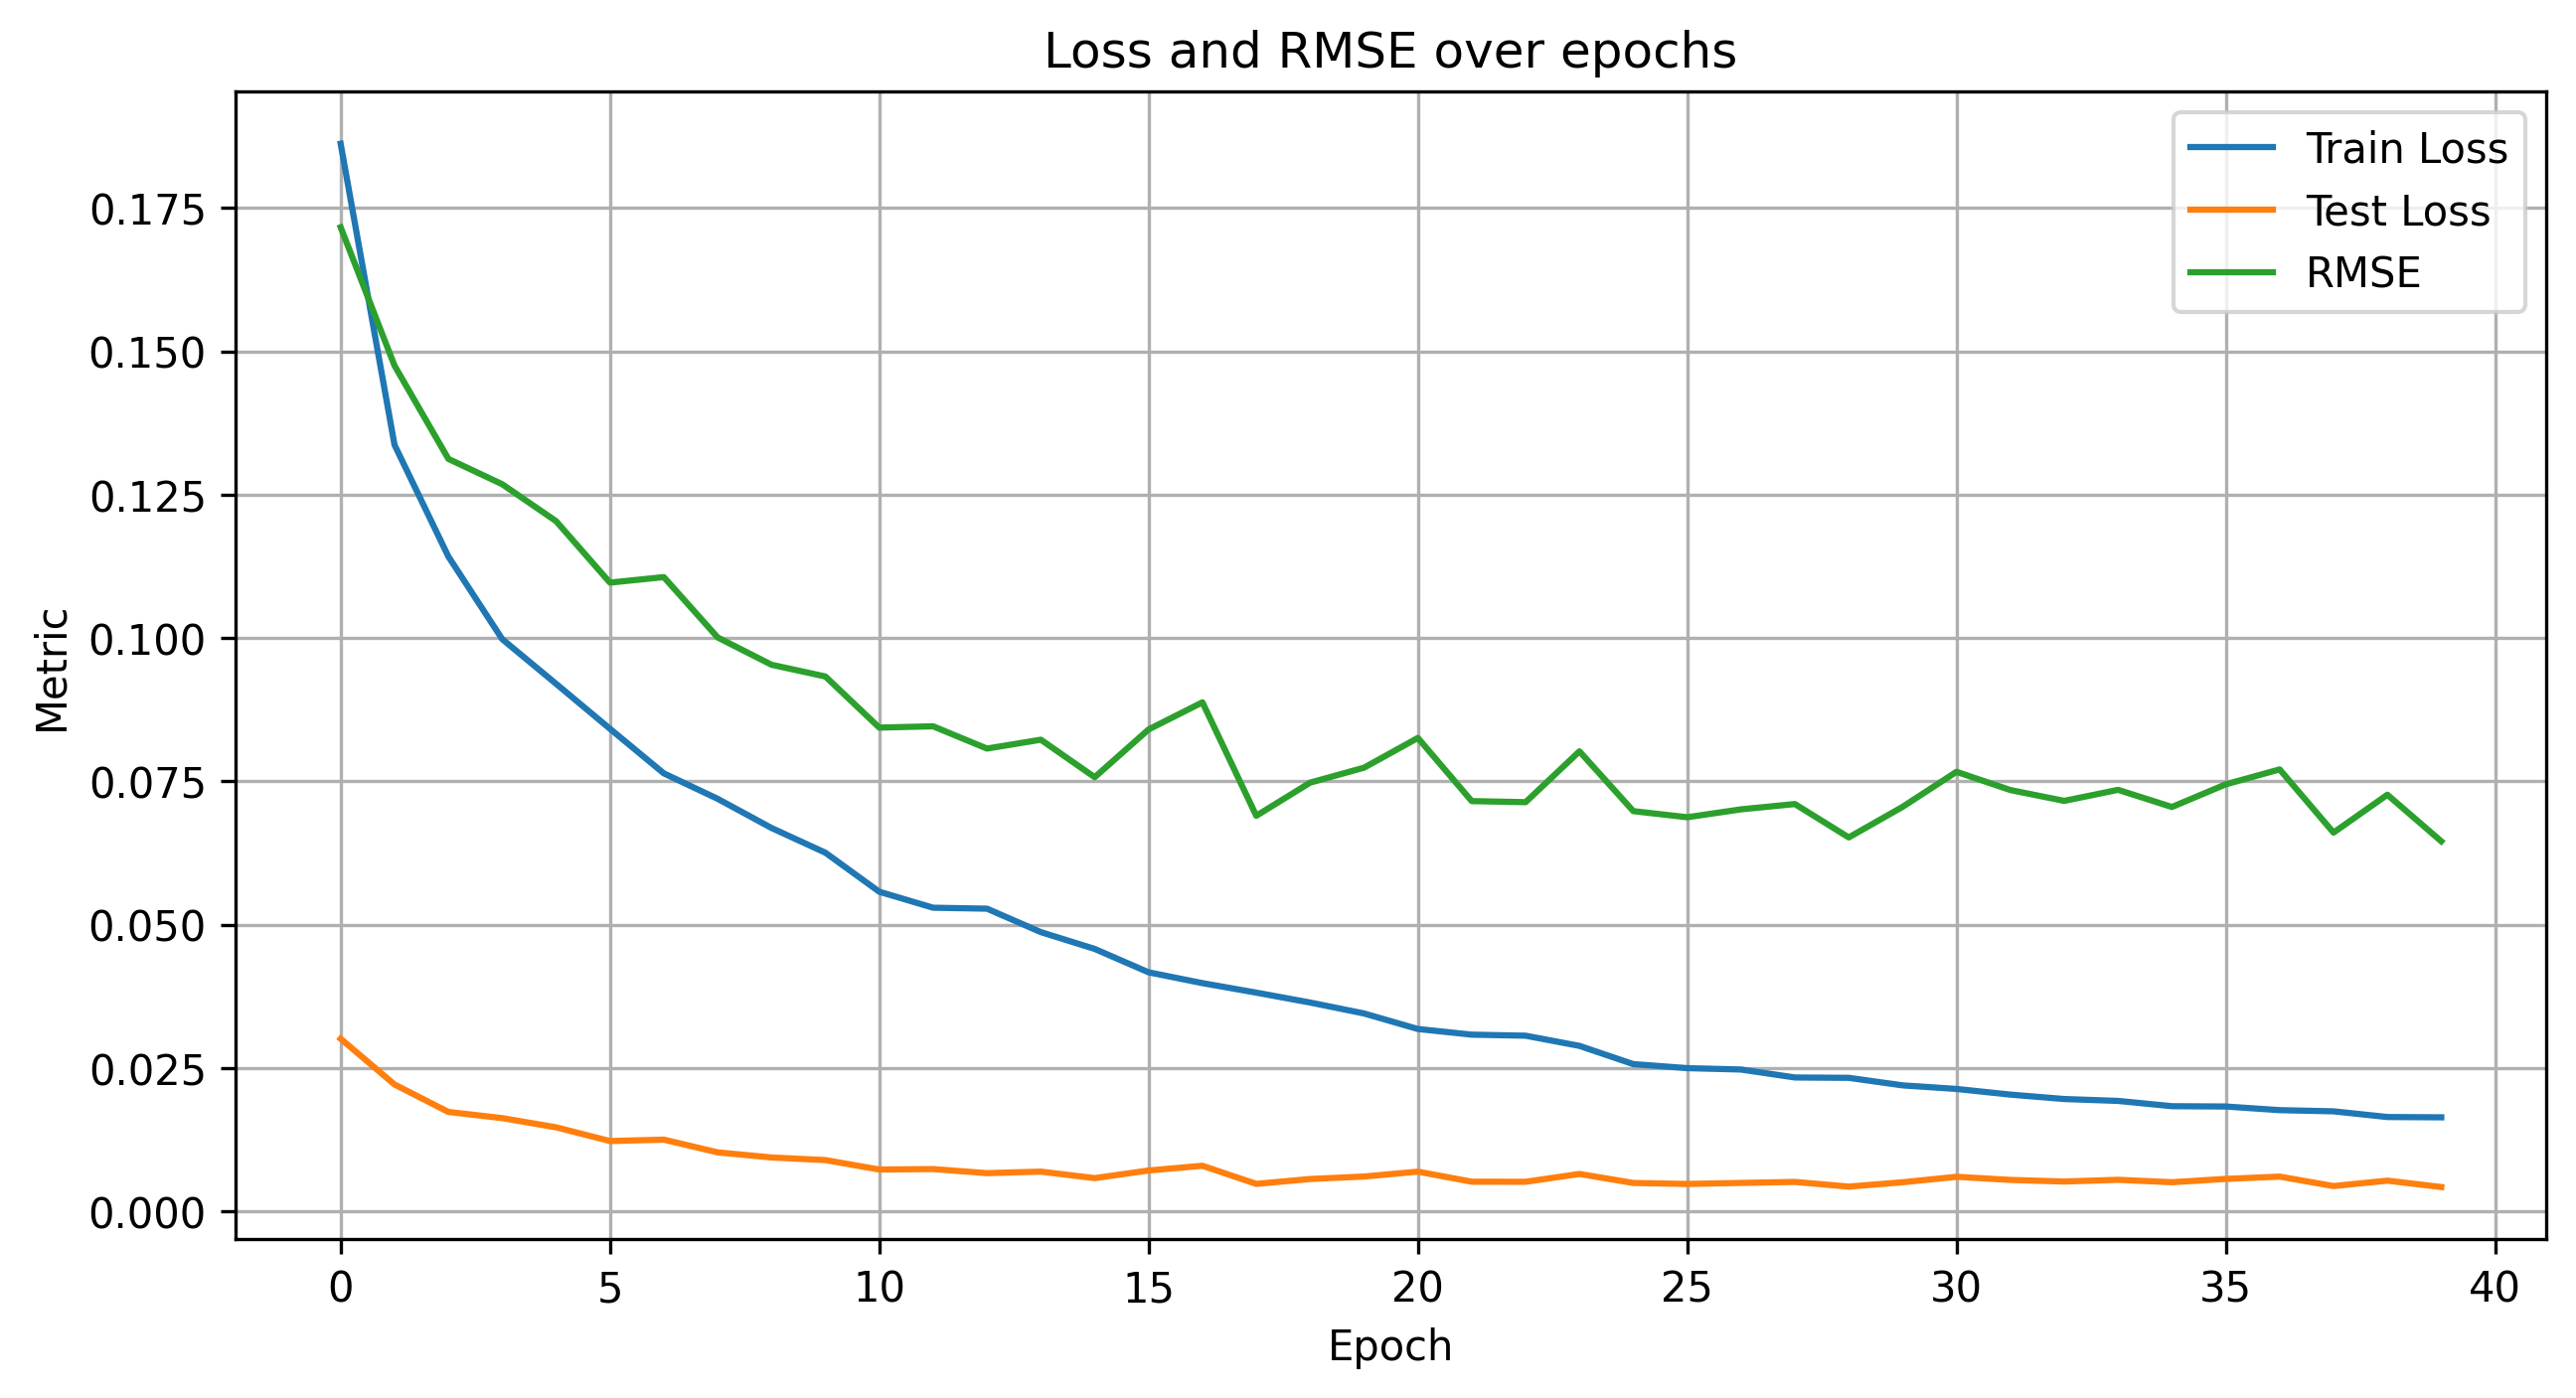 Loss and RMSE over epochs
Train Loss
Test Loss
RMSE
0.175
0.150
0.125
0.100
0.075
0.050
0.025
0.000
Metric
0 5 10 15 20 25 30 35 40
Epoch